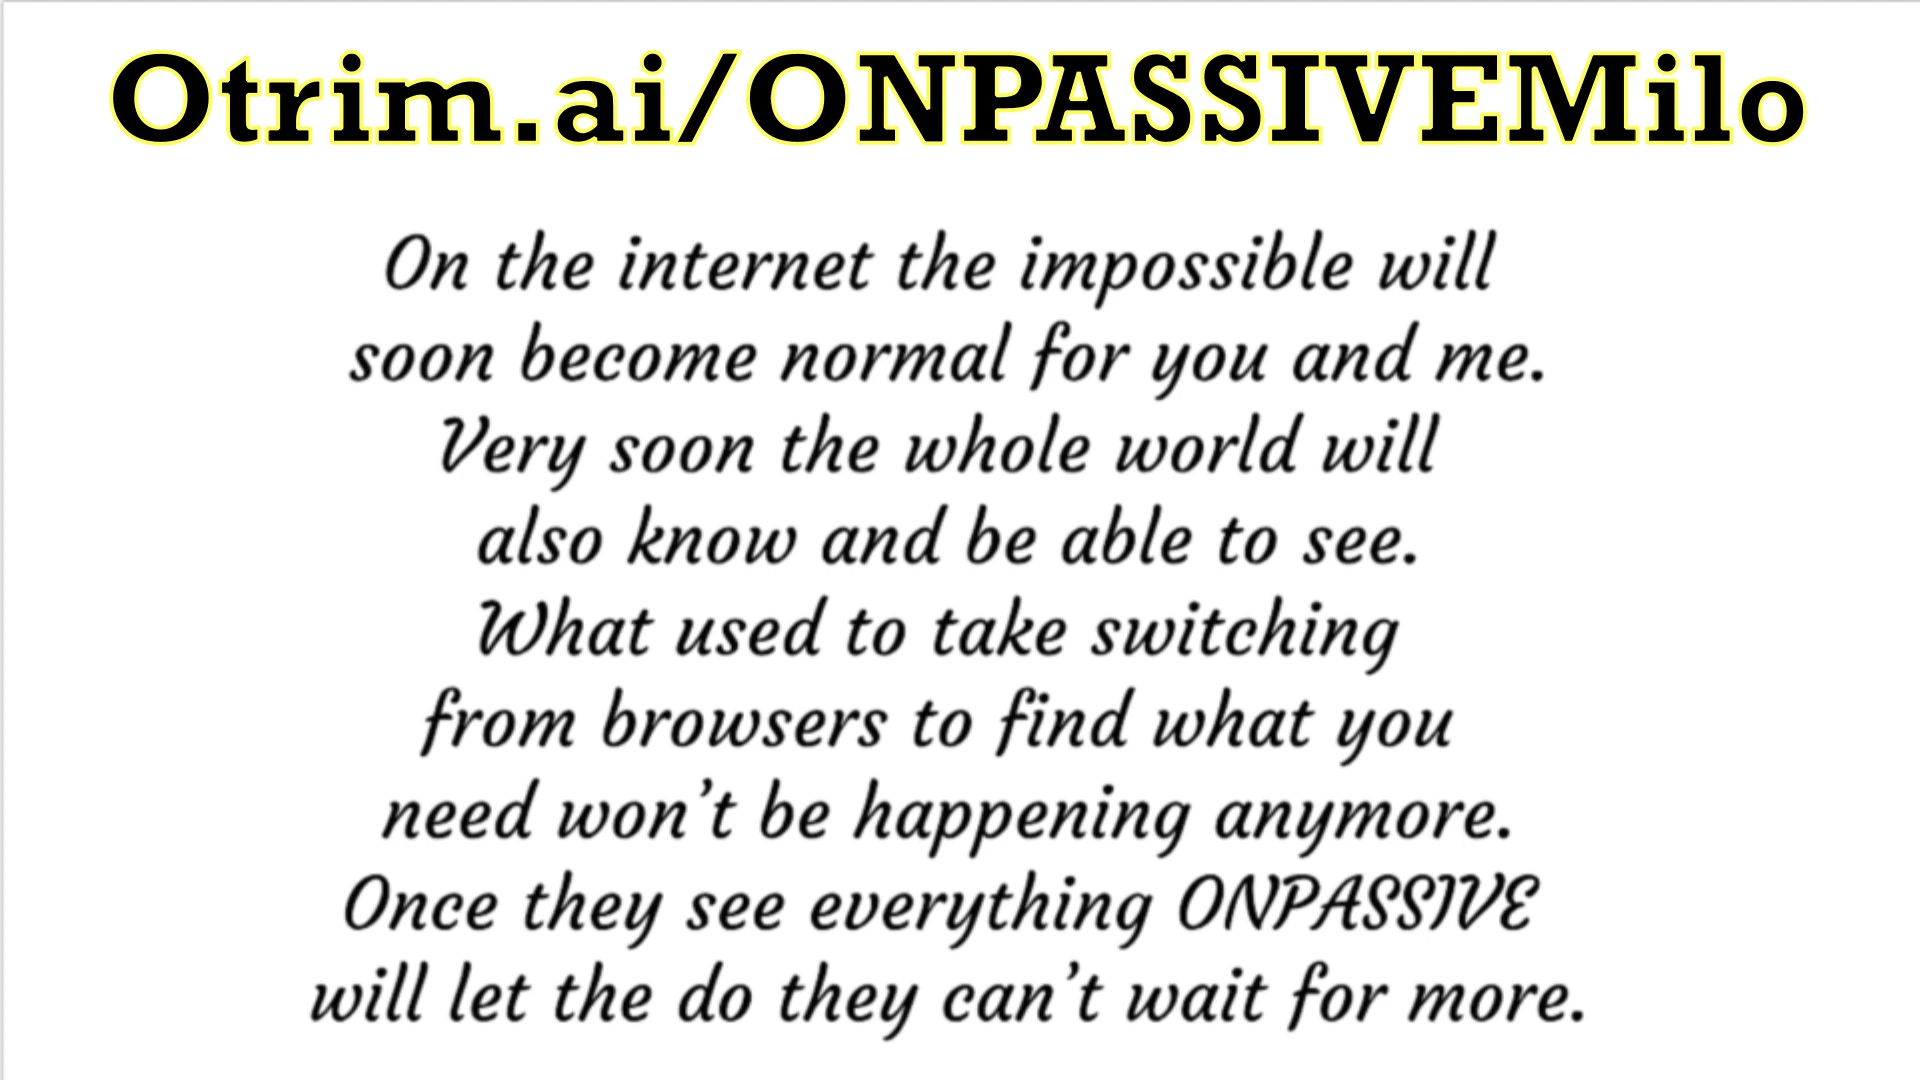 Otrim.ai/ONPASSIVEMilo
On the internet the impossible will
soon become normal for you and me.
Very soon the whole world will
also know and be able to see.
What used to take switching
from browsers to find what you
need won’t be happening anymore.
Once they see everything ONPASSIVE
will let the do they can’t wait for more.